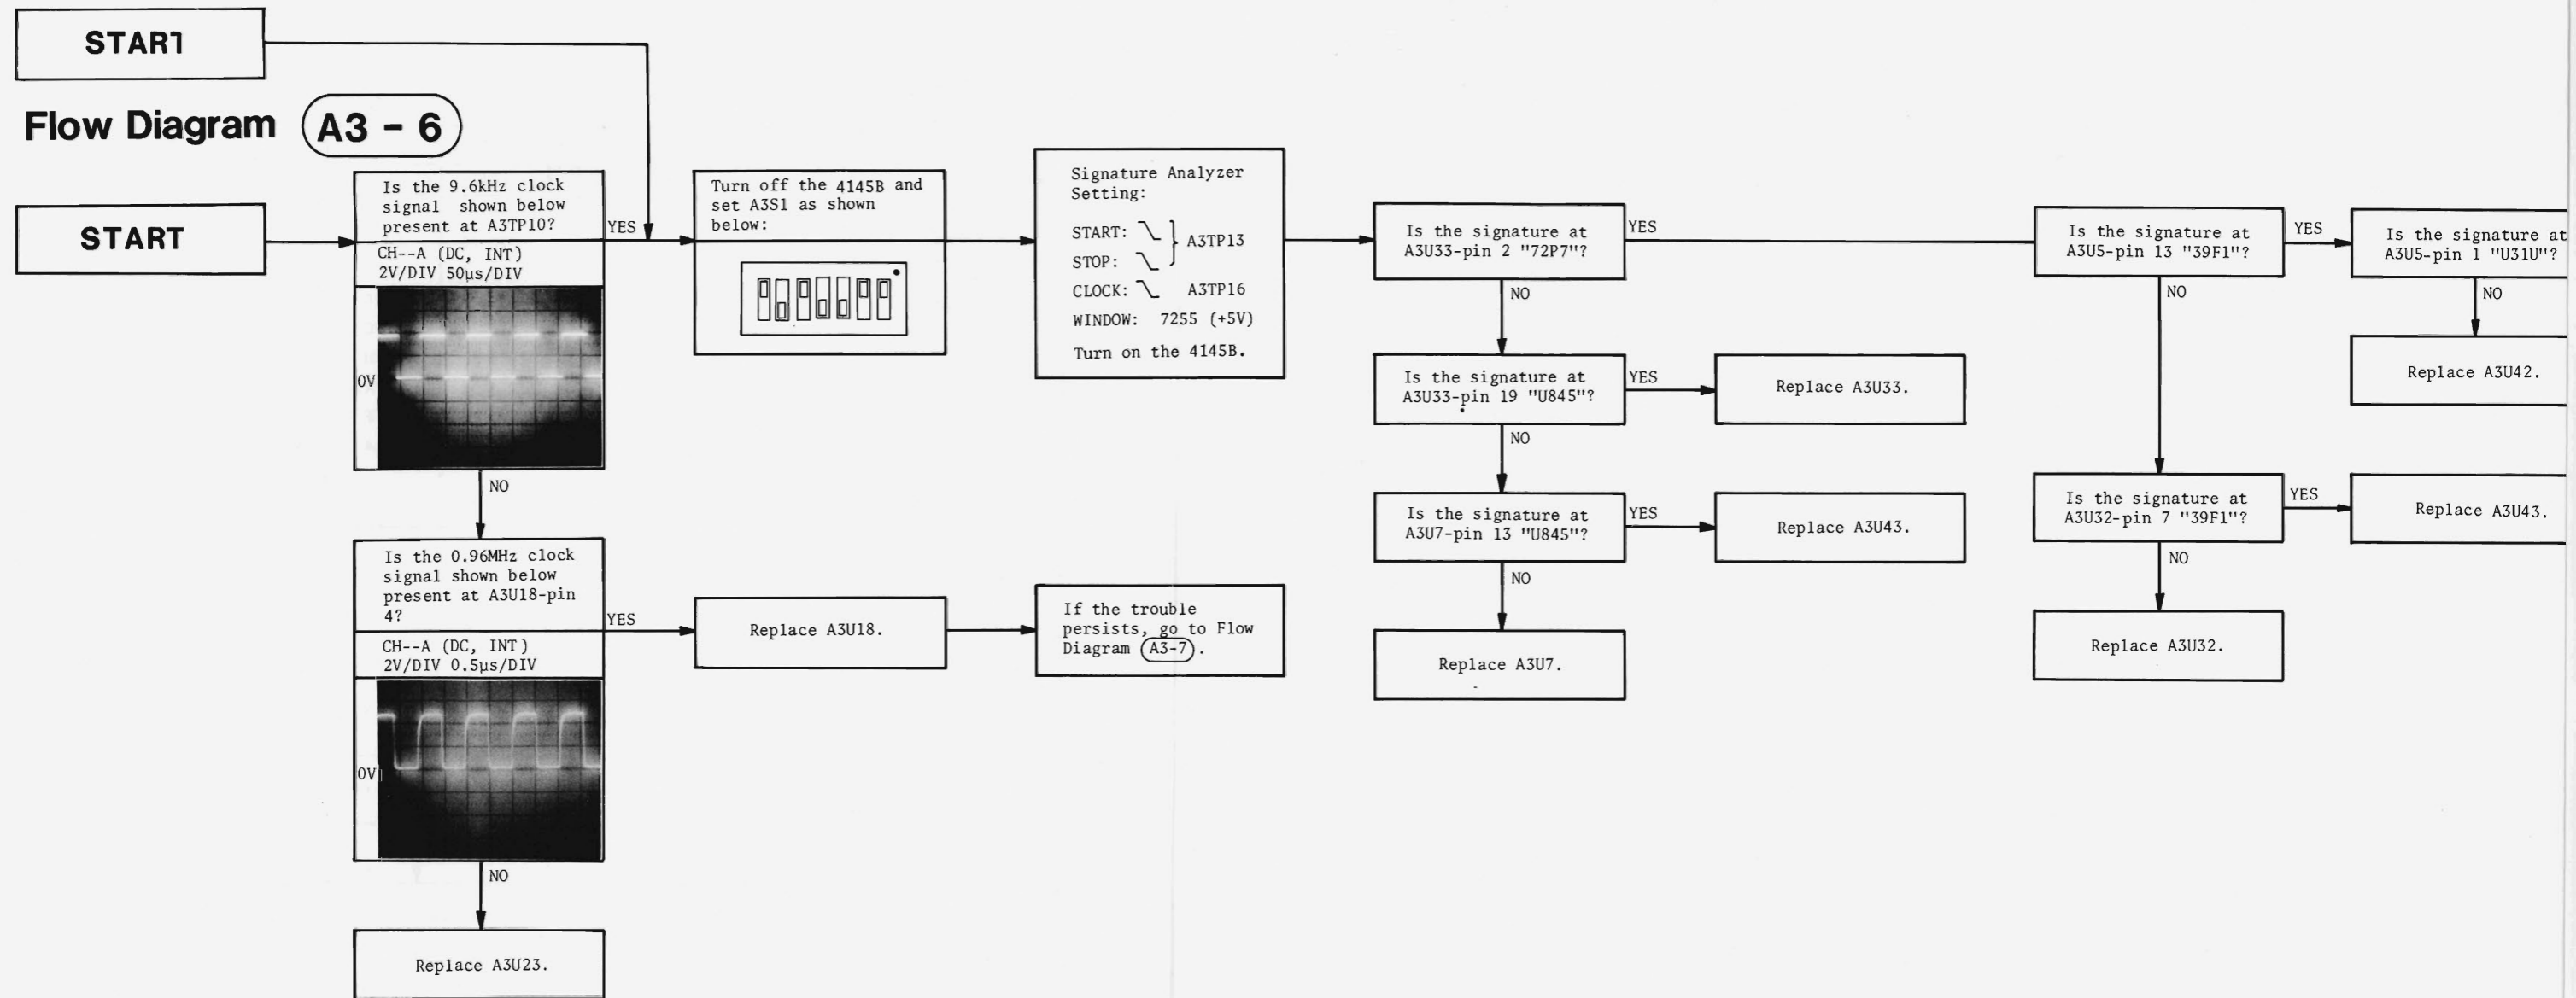 START
Flow Diagram A3 - 6
START
Is the 9.6kHz clock
signal shown below
present at A3TP10?
CH--A (DC, INT)
2V/DIV 50µs/DIV
0V
YES
NO
Is the 0.96MHz clock
signal shown below
present at A3U18-pin
4?
CH--A (DC, INT)
2V/DIV 0.5µs/DIV
0V
YES
NO
Replace A3U23.
Turn off the 4145B and
set A3S1 as shown
below:
Replace A3U18.
Signature Analyzer
Setting:
START:
A3TP13
STOP:
CLOCK: A3TP16
WINDOW: 7255 (+5V)
Turn on the 4145B.
If the trouble
persists, go to Flow
Diagram A3-7.
Is the signature at
A3U33-pin 2 "72P7"?
YES
NO
Is the signature at
A3U33-pin 19 "U845"?
YES
Replace A3U33.
NO
Is the signature at
A3U7-pin 13 "U845"?
YES
Replace A3U43.
NO
Replace A3U7.
Is the signature at
A3U5-pin 13 "39F1"?
YES
NO
Is the signature at
A3U32-pin 7 "39F1"?
YES
Replace A3U43.
NO
Replace A3U32.
Is the signature at
A3U5-pin 1 "U31U"?
NO
Replace A3U42.